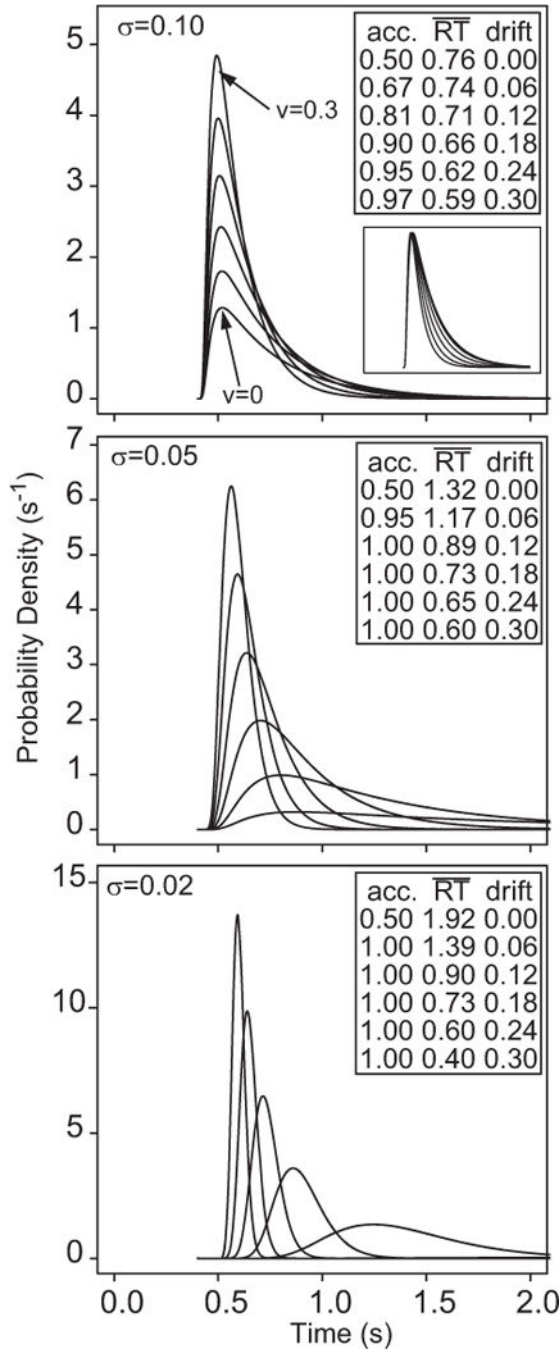 σ=0.10
acc. RT drift
0.50 0.76 0.00
0.67 0.74 0.06
0.81 0.71 0.12
0.90 0.66 0.18
0.95 0.62 0.24
0.97 0.59 0.30
v=0.3
v=0
5
4
3
2
1
0
σ=0.05
acc. RT drift
0.50 1.32 0.00
0.95 1.17 0.06
1.00 0.89 0.12
1.00 0.73 0.18
1.00 0.65 0.24
1.00 0.60 0.30
7
6
5
4
3
2
1
0
Probability Density (s-1)
σ=0.02
acc. RT drift
0.50 1.92 0.00
1.00 1.39 0.06
1.00 0.90 0.12
1.00 0.73 0.18
1.00 0.60 0.24
1.00 0.40 0.30
15
10
5
0
0.0 0.5 1.0 1.5 2.0
Time (s)